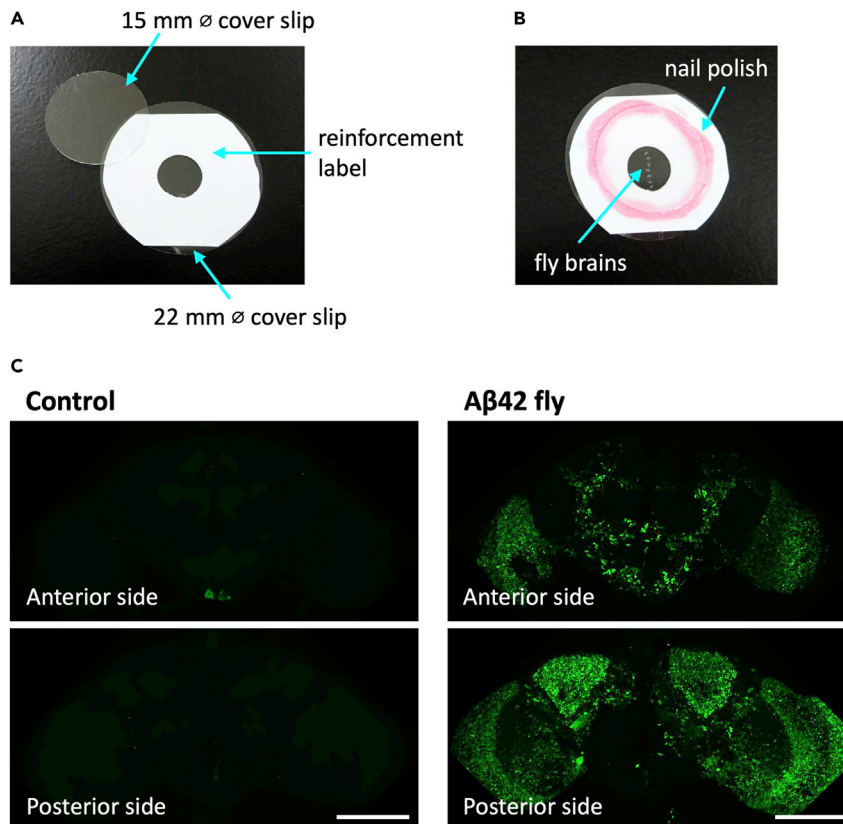 A
15 mm ⌀ cover slip
reinforcement
label
22 mm ⌀ cover slip
B
nail polish
fly brains
C
Control
Aβ42 fly
Anterior side
Anterior side
Posterior side
Posterior side